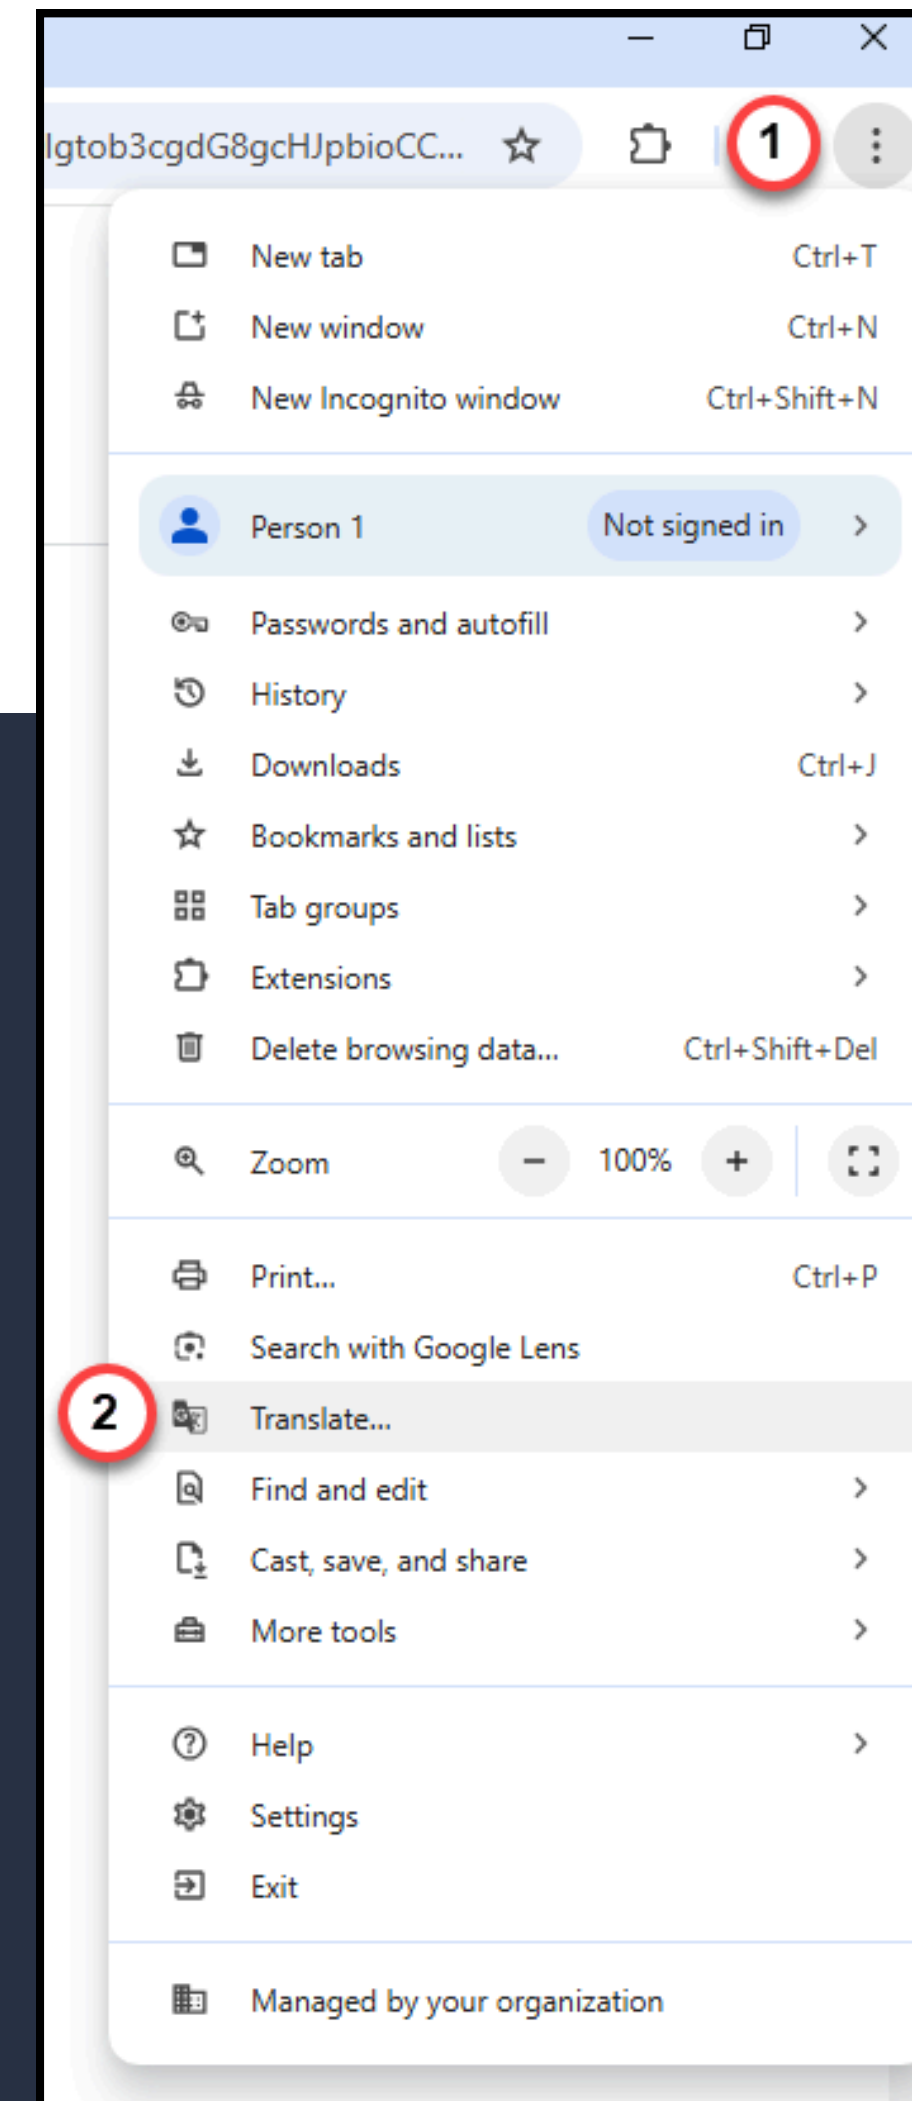 lgtob3cgdG8gcHJpbioCC...
1
New tab Ctrl+T
New window Ctrl+N
New Incognito window Ctrl+Shift+N
Person 1 Not signed in
Passwords and autofill
History
Downloads Ctrl+J
Bookmarks and lists
Tab groups
Extensions
Delete browsing data... Ctrl+Shift+Del
Zoom − 100% +
Print... Ctrl+P
Search with Google Lens
2 Translate...
Find and edit
Cast, save, and share
More tools
Help
Settings
Exit
Managed by your organization